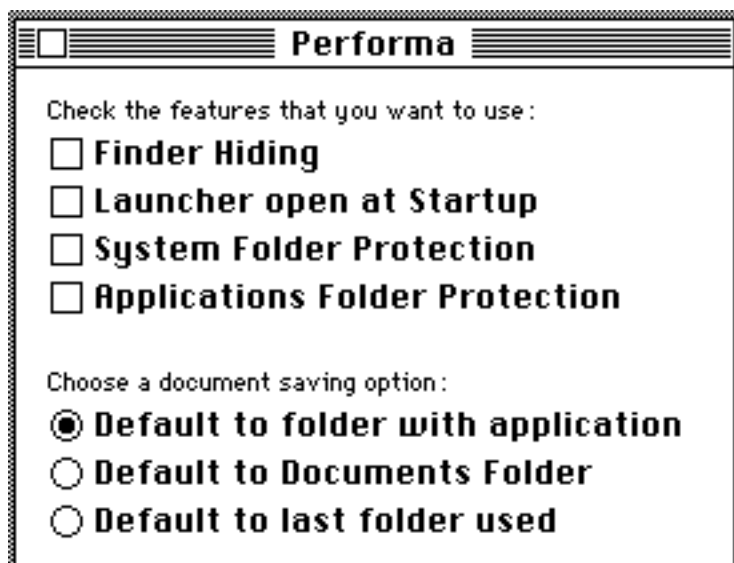 Performa
Check the features that you want to use:
Finder Hiding
Launcher open at Startup
System Folder Protection
Applications Folder Protection
Choose a document saving option:
Default to folder with application
Default to Documents Folder
Default to last folder used